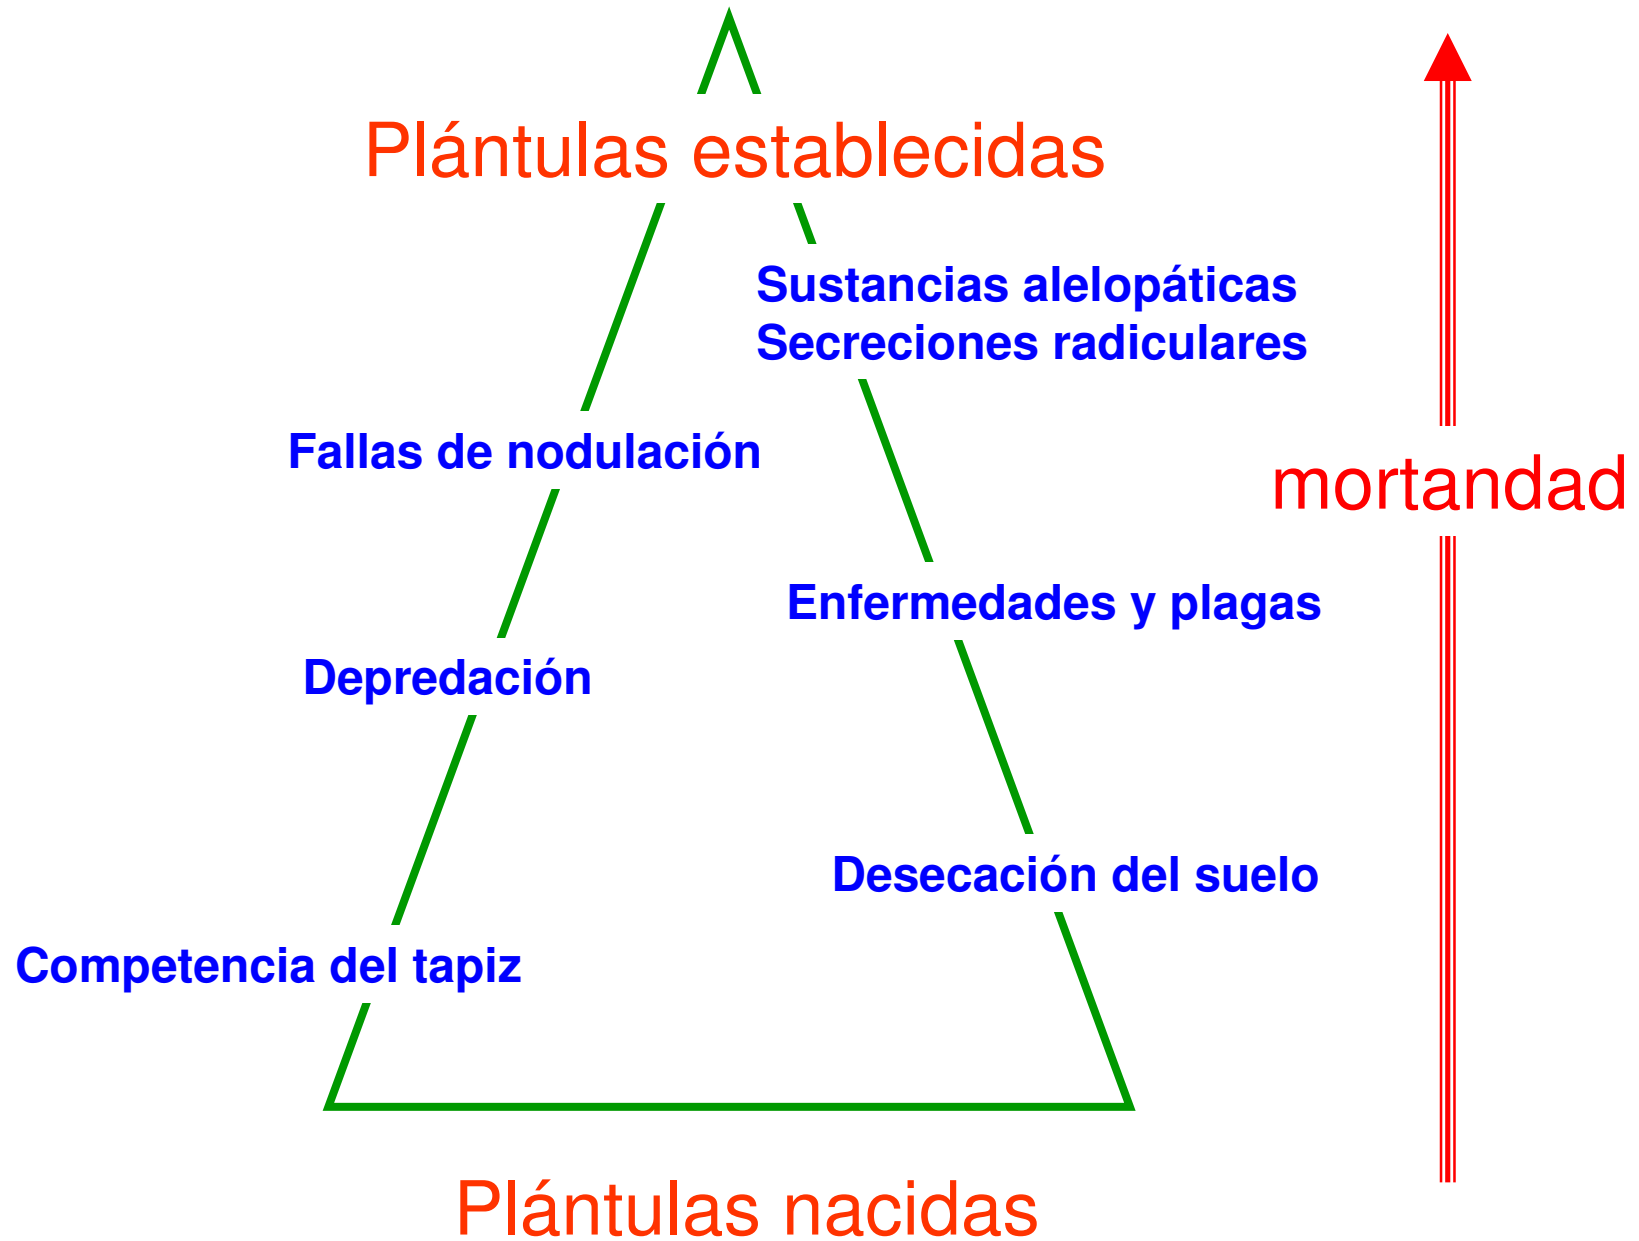 Plántulas establecidas
Sustancias alelopáticas
Secreciones radiculares
Fallas de nodulación
mortandad
Enfermedades y plagas
Depredación
Desecación del suelo
Competencia del tapiz
Plántulas nacidas